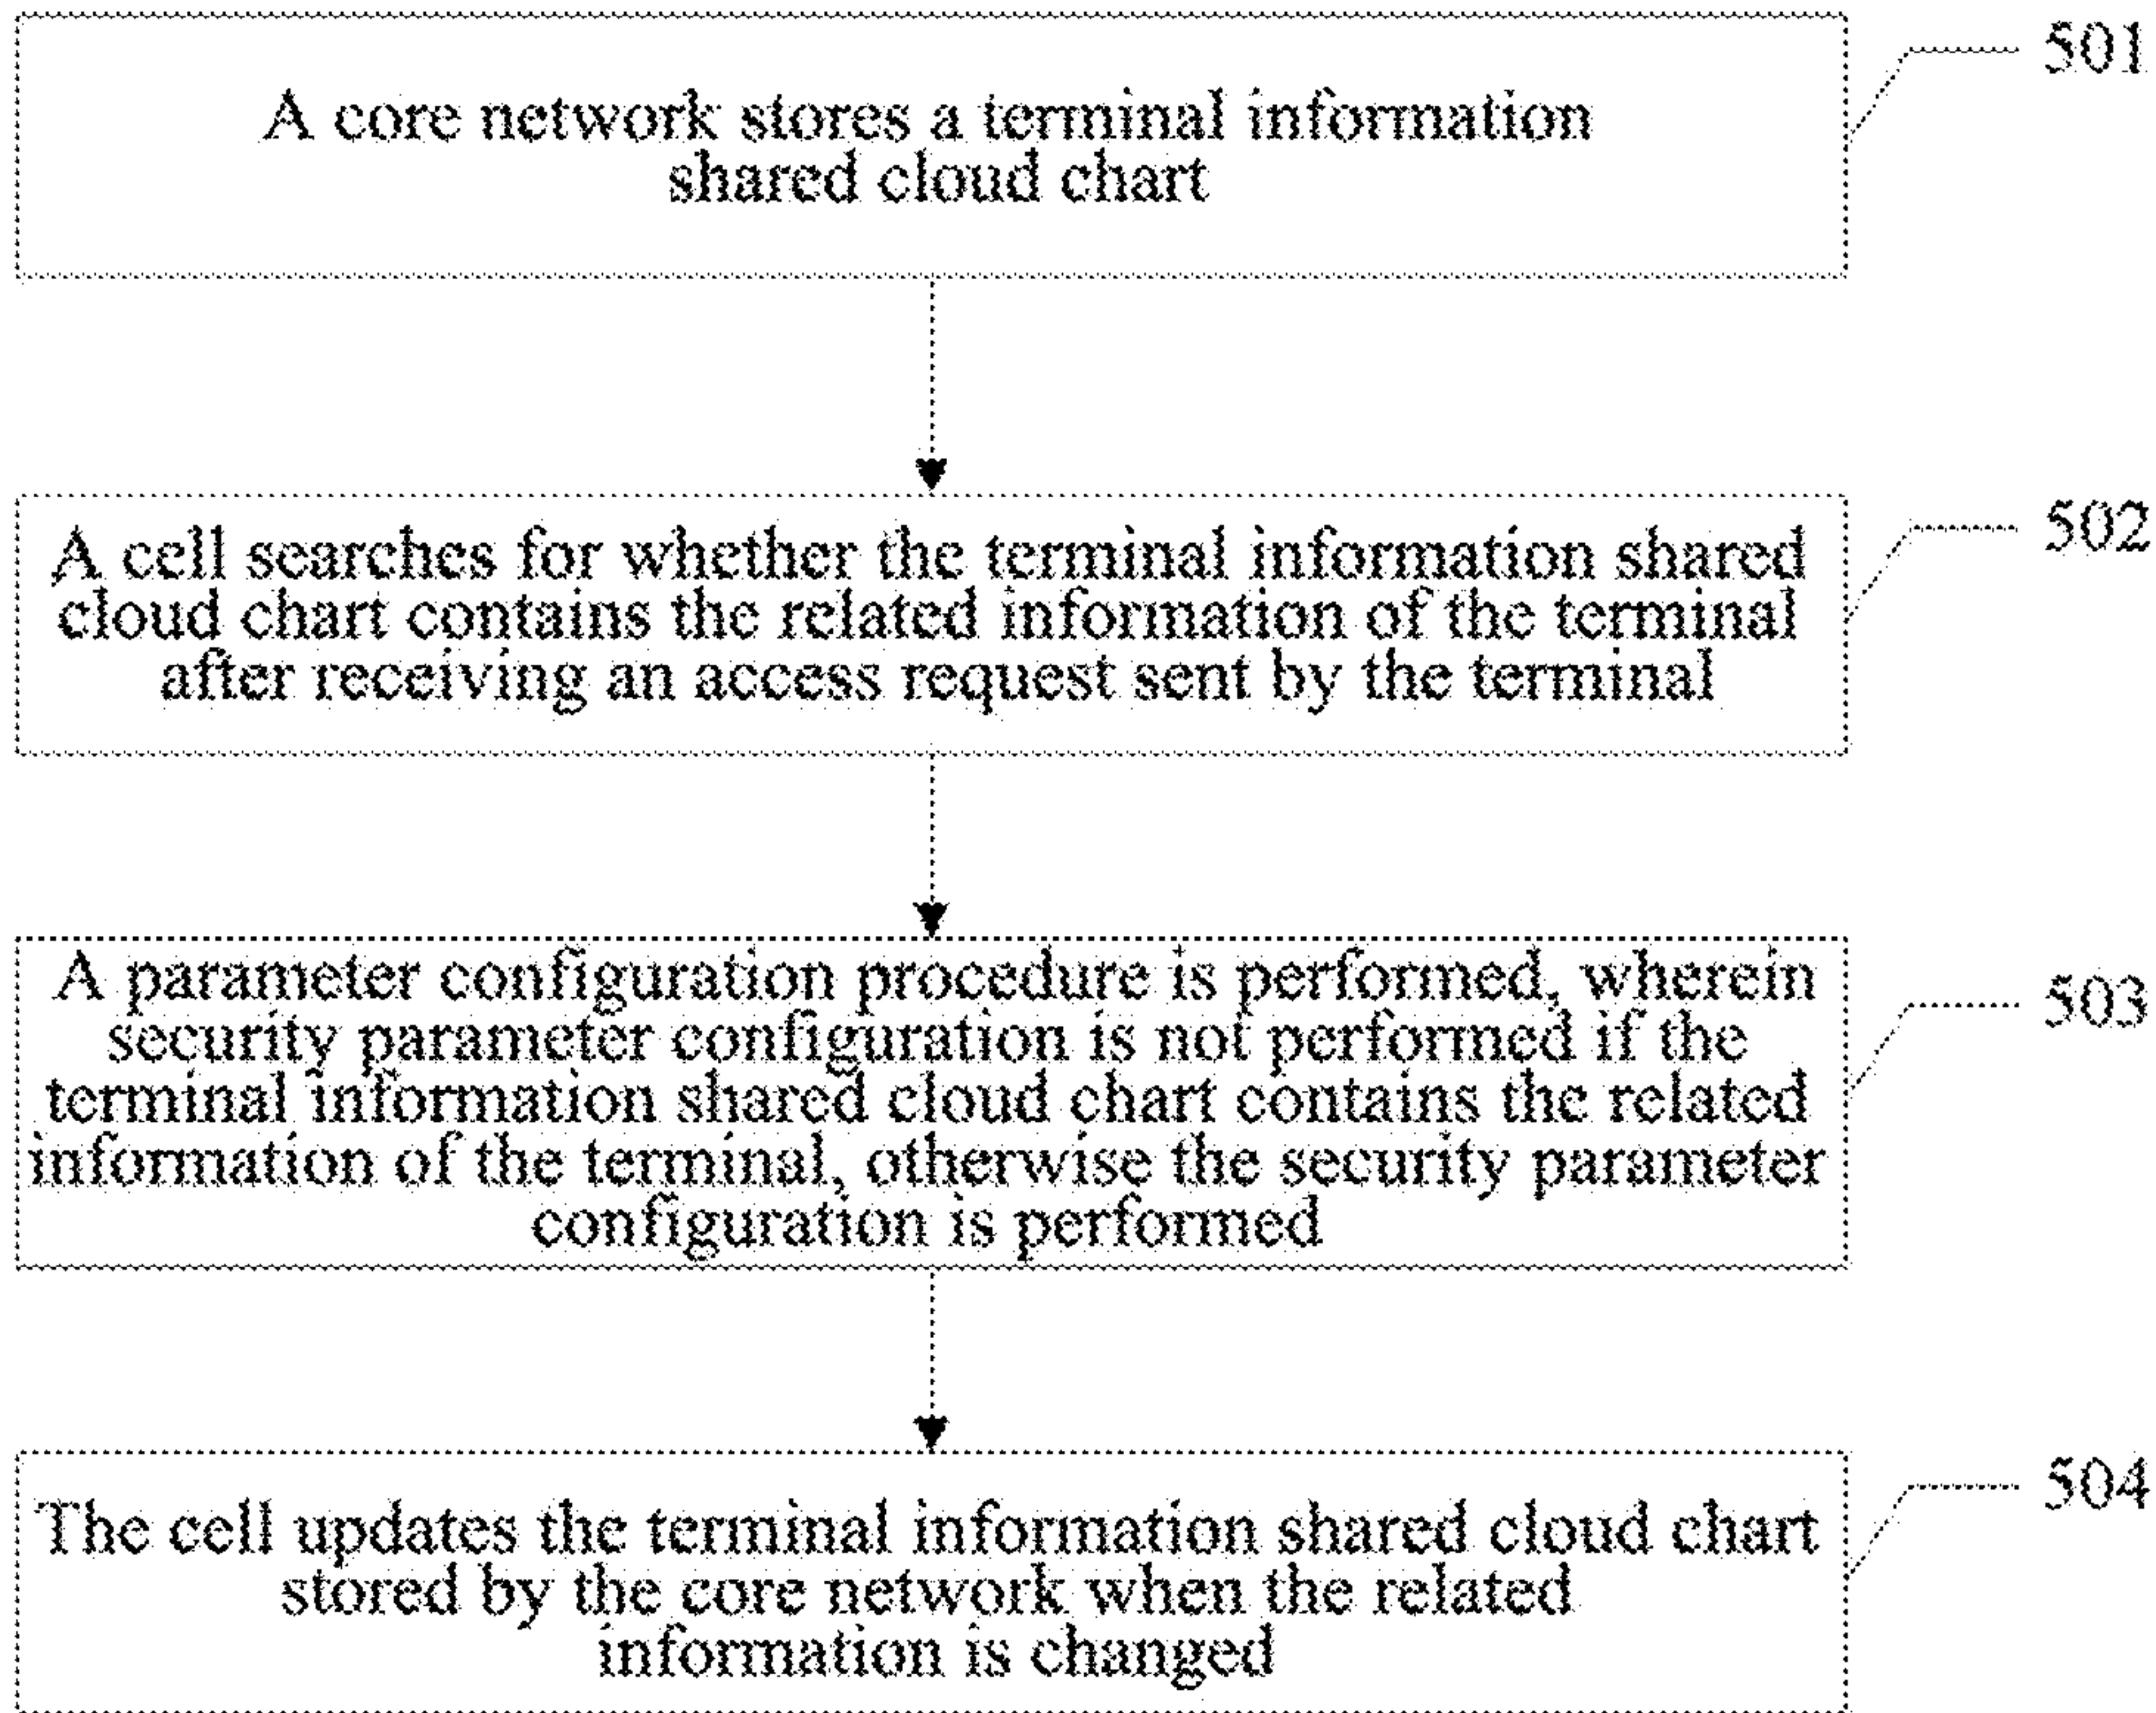 501
A core network stores a terminal information
shared cloud chart
502
A cell searches for whether the terminal information shared
cloud chart contains the related information of the terminal
after receiving an access request sent by the terminal
503
A parameter configuration procedure is performed, wherein
security parameter configuration is not performed if the
terminal information shared cloud chart contains the related
information of the terminal, otherwise the security parameter
configuration is performed
504
The cell updates the terminal information shared cloud chart
stored by the core network when the related
information is changed